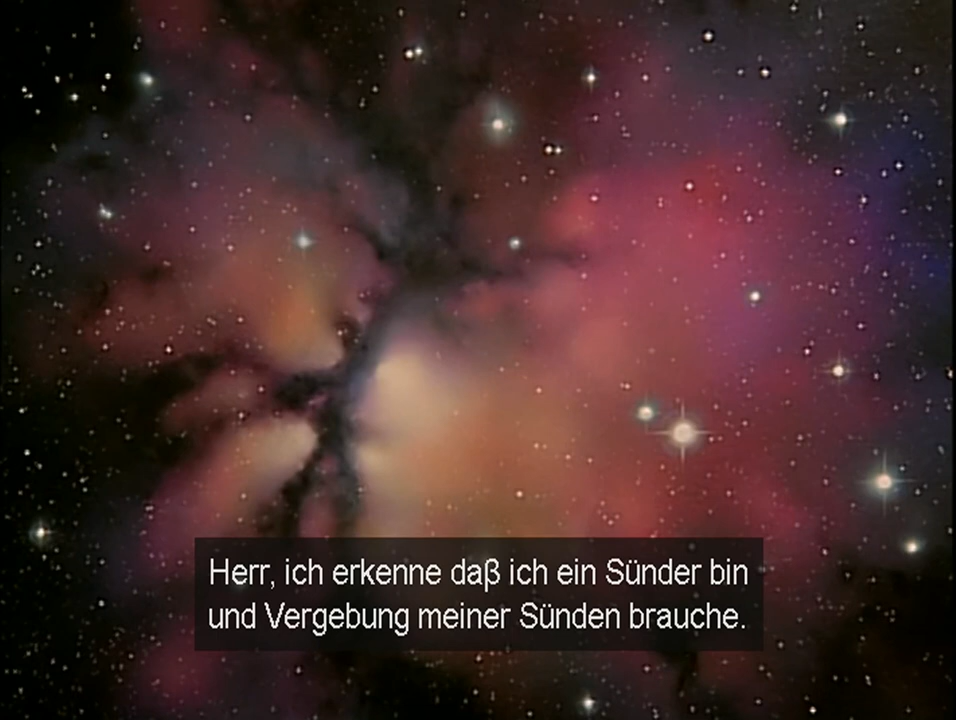 Herr, ich erkenne daß ich ein Sünder bin
und Vergebung meiner Sünden brauche.